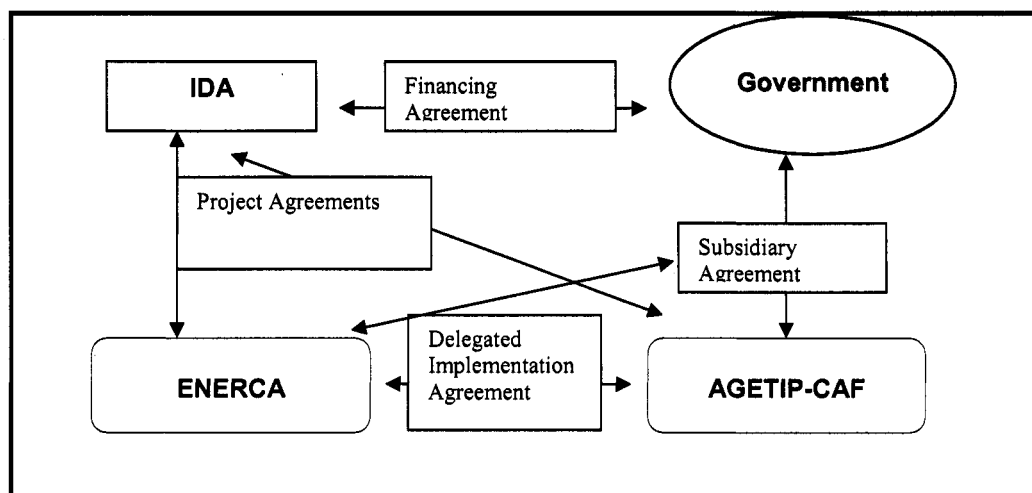 IDA
Financing
Agreement
Government
Project Agreements
Subsidiary
Agreement
ENERCA
Delegated
Implementation
Agreement
AGETIP-CAF